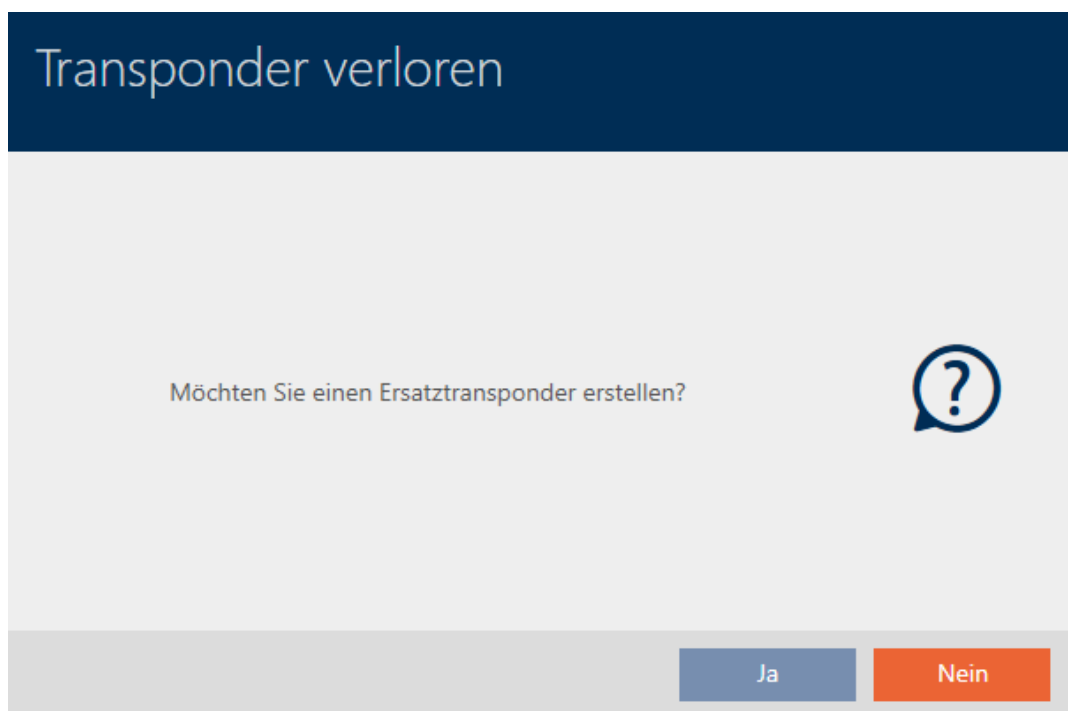 Transponder verloren
Möchten Sie einen Ersatztransponder erstellen?
Ja
Nein